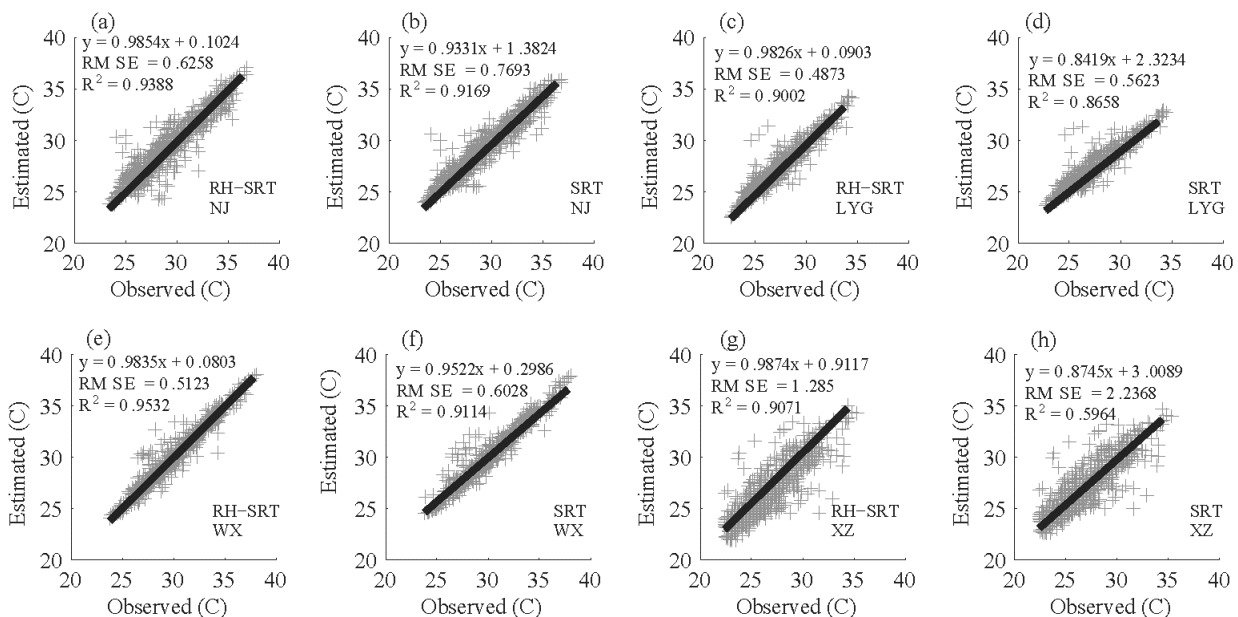 (a)
y = 0.9854x + 0.1024
RM SE = 0.6258
R² = 0.9388
40
35
30
25
20
Estimated (C)
RH-SRT
NJ
20 25 30 35 40
Observed (C)
(b)
y = 0.9331x + 1.3824
RM SE = 0.7693
R² = 0.9169
40
35
30
25
20
Estimated (C)
SRT
NJ
20 25 30 35 40
Observed (C)
(c)
y = 0.9826x + 0.0903
RM SE = 0.4873
R² = 0.9002
40
35
30
25
20
Estimated (C)
RH-SRT
LYG
20 25 30 35 40
Observed (C)
(d)
y = 0.8419x + 2.3234
RM SE = 0.5623
R² = 0.8658
40
35
30
25
20
Estimated (C)
SRT
LYG
20 25 30 35 40
Observed (C)
(e)
y = 0.9835x + 0.0803
RM SE = 0.5123
R² = 0.9532
40
35
30
25
20
Estimated (C)
RH-SRT
WX
20 25 30 35 40
Observed (C)
(f)
y = 0.9522x + 0.2986
RM SE = 0.6028
R² = 0.9114
40
30
20
Estimated (C)
SRT
WX
20 25 30 35 40
Observed (C)
(g)
y = 0.9874x + 0.9117
RM SE = 1.285
R² = 0.9071
40
35
30
25
20
Estimated (C)
RH-SRT
XZ
20 25 30 35 40
Observed (C)
(h)
y = 0.8745x + 3.0089
RM SE = 2.2368
R² = 0.5964
40
35
30
25
20
Estimated (C)
SRT
XZ
20 25 30 35 40
Observed (C)